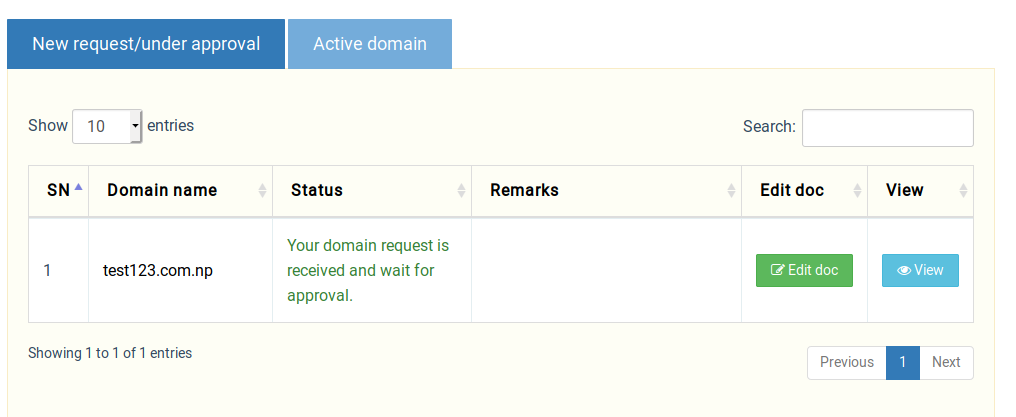 New request/under approval Active domain
Show 10 entries Search:
SN Domain name Status Remarks Edit doc View
1 test123.com.np Your domain request is
received and wait for
approval. Edit doc View
Showing 1 to 1 of 1 entries Previous 1 Next